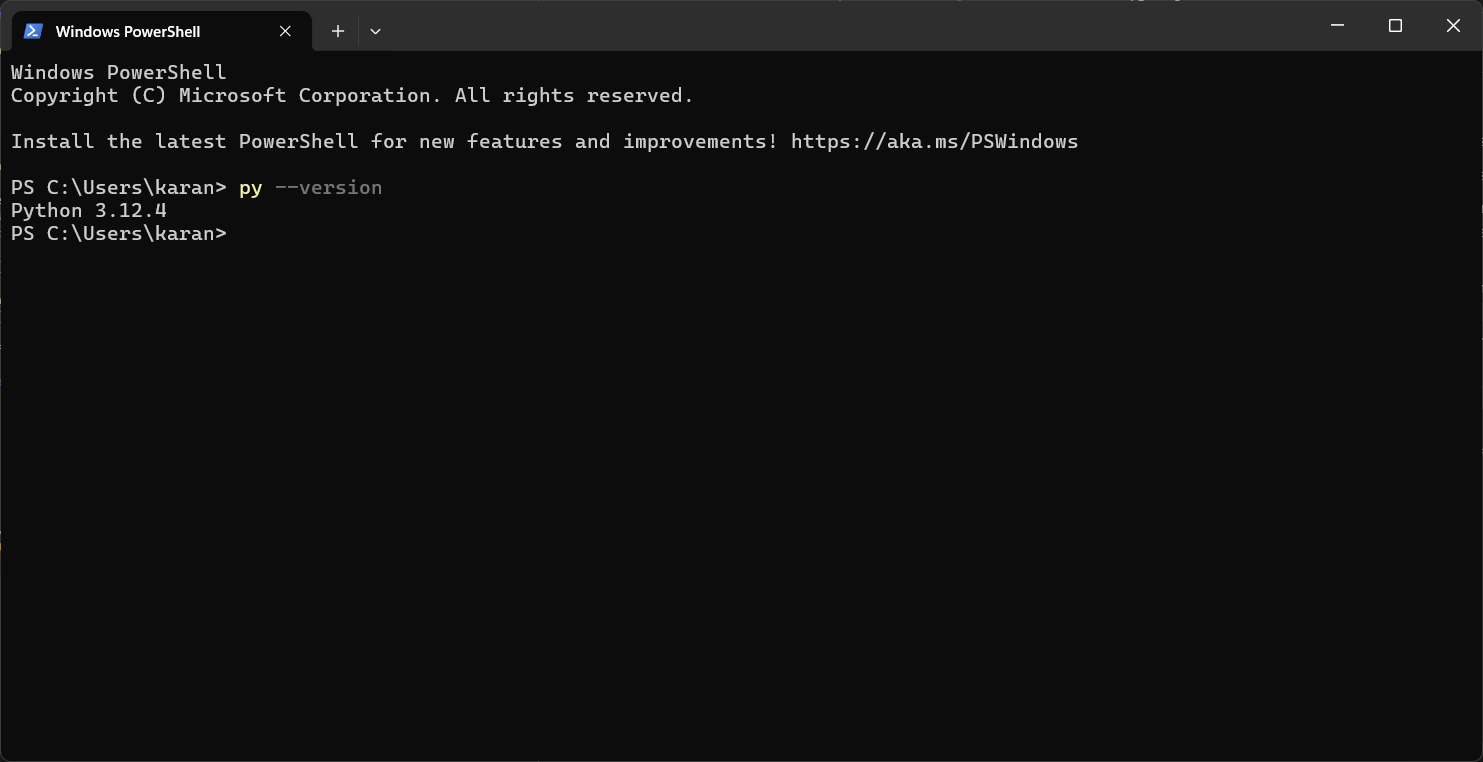 Windows PowerShell
Windows PowerShell
Copyright (C) Microsoft Corporation. All rights reserved.
Install the latest PowerShell for new features and improvements! https://aka.ms/PSWindows
PS C:\Users\karan> py --version
Python 3.12.4
PS C:\Users\karan>